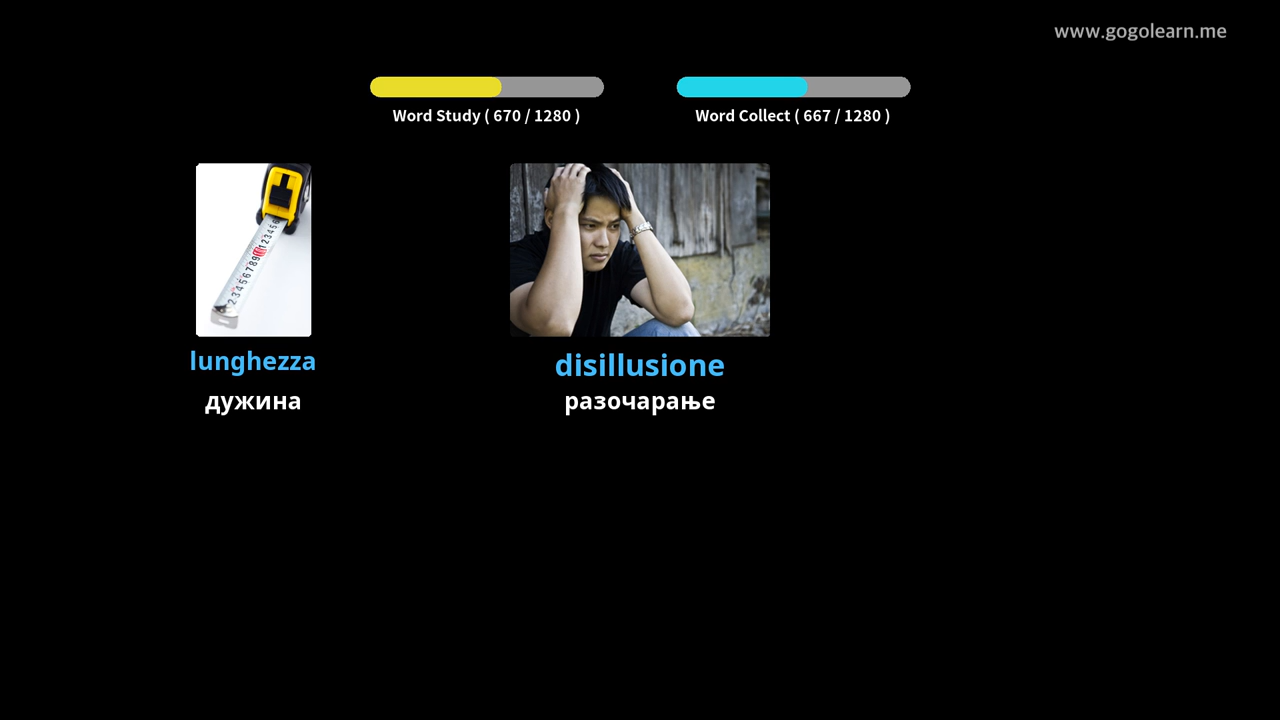 www.gogolearn.me
Word Study ( 670 / 1280 )
Word Collect ( 667 / 1280 )
lunghezza
дужина
disillusione
разочарање